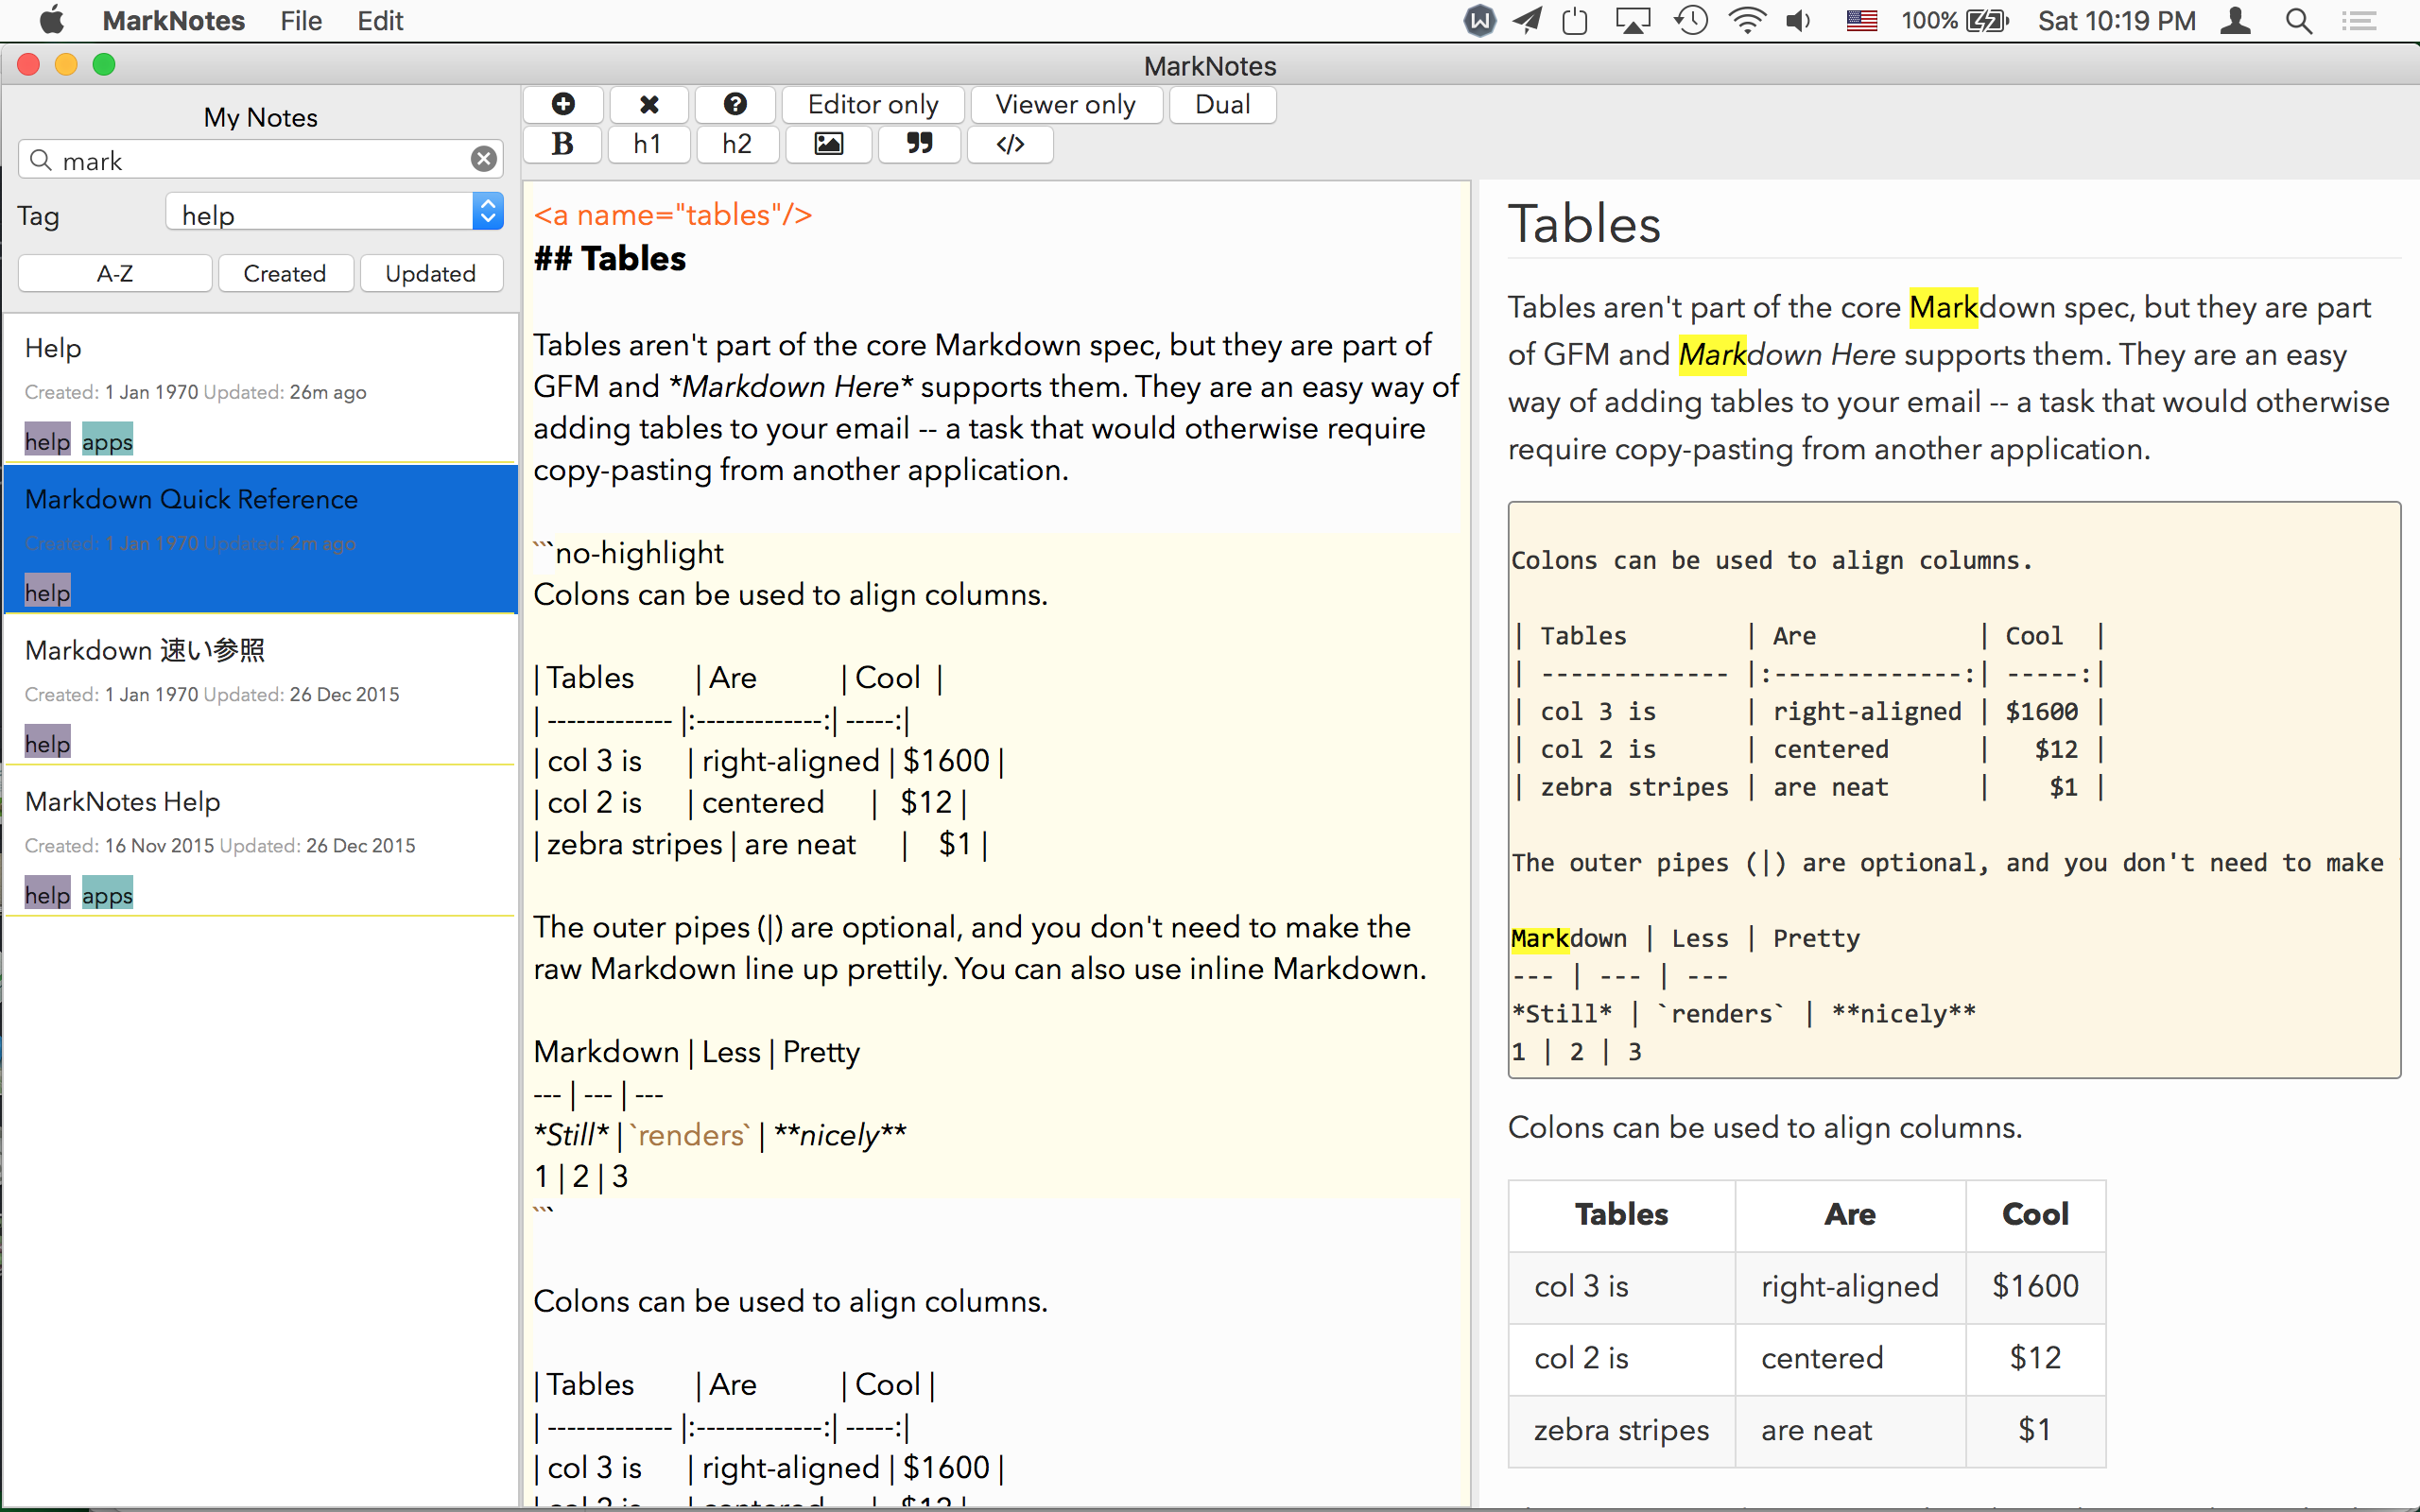 MarkNotes File Edit 100% Sat 10:19 PM
MarkNotes
My Notes
mark
Tag help
A-Z Created Updated
Help
Created: 1 Jan 1970 Updated: 26m ago
help apps
Markdown Quick Reference
Created: 1 Jan 1970 Updated: 2m ago
help
Markdown 速い参照
Created: 1 Jan 1970 Updated: 26 Dec 2015
help
MarkNotes Help
Created: 16 Nov 2015 Updated: 26 Dec 2015
help apps
Editor only Viewer only Dual
B h1 h2 </>
<a name="tables"/>
## Tables
Tables aren't part of the core Markdown spec, but they are part of
GFM and *Markdown Here* supports them. They are an easy way of
adding tables to your email -- a task that would otherwise require
copy-pasting from another application.
```no-highlight
Colons can be used to align columns.
| Tables | Are | Cool |
| ------------- |:-------------:| -----:|
| col 3 is | right-aligned | $1600 |
| col 2 is | centered | $12 |
| zebra stripes | are neat | $1 |
The outer pipes (|) are optional, and you don't need to make the
raw Markdown line up prettily. You can also use inline Markdown.
Markdown | Less | Pretty
--- | --- | ---
*Still* | `renders` | **nicely**
1 | 2 | 3
```
Colons can be used to align columns.
| Tables | Are | Cool |
| ------------- |:-------------:| -----:|
| col 3 is | right-aligned | $1600 |
| col 2 is | centered | $12 |
Tables
Tables aren't part of the core Markdown spec, but they are part
of GFM and Markdown Here supports them. They are an easy
way of adding tables to your email -- a task that would otherwise
require copy-pasting from another application.
Colons can be used to align columns.
| Tables | Are | Cool |
| ------------- |:-------------:| -----:|
| col 3 is | right-aligned | $1600 |
| col 2 is | centered | $12 |
| zebra stripes | are neat | $1 |
The outer pipes (|) are optional, and you don't need to make
Markdown | Less | Pretty
--- | --- | ---
*Still* | `renders` | **nicely**
1 | 2 | 3
Colons can be used to align columns.
Tables Are Cool
col 3 is right-aligned $1600
col 2 is centered $12
zebra stripes are neat $1